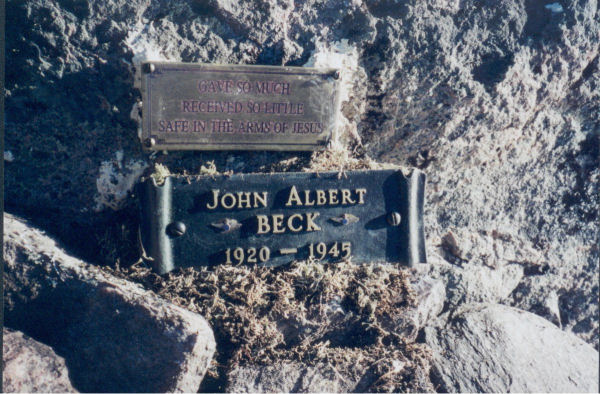 GAVE SO MUCH
RECEIVED SO LITTLE
SAFE IN THE ARMS OF JESUS
JOHN ALBERT
BECK
1920 — 1945